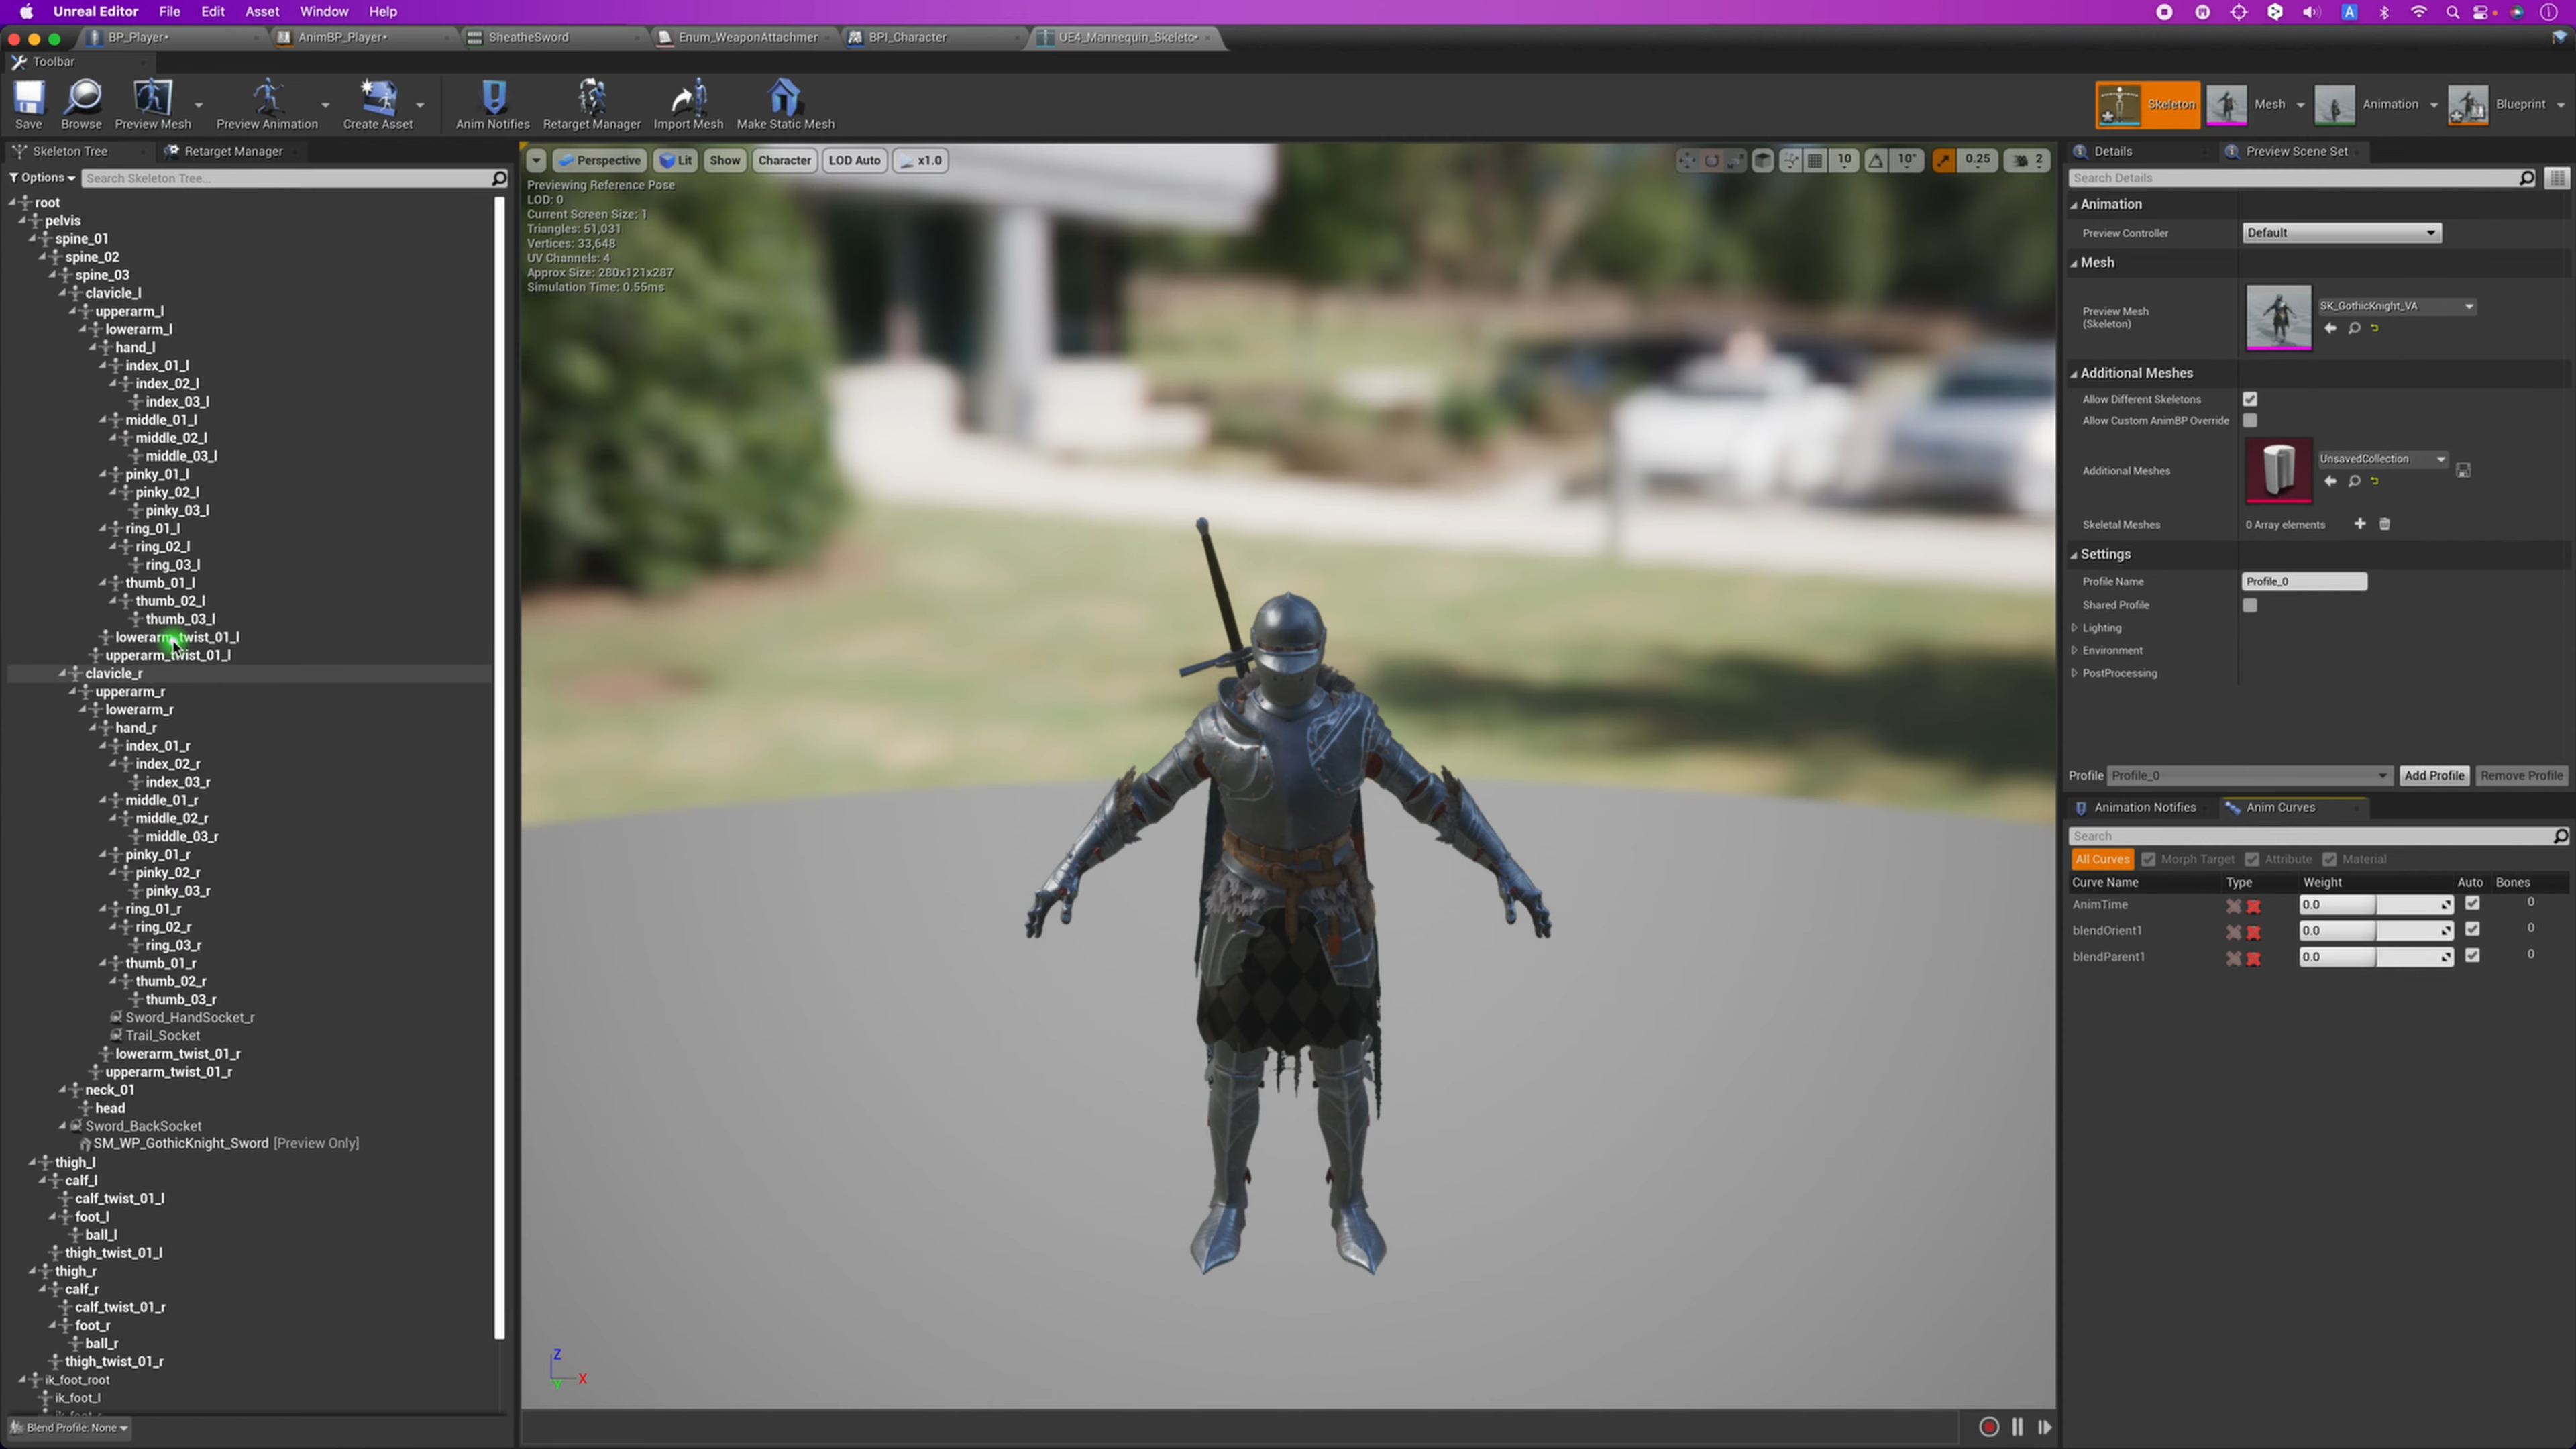 Unreal Editor File Edit Asset Window Help
A
BP_Player* AnimBP_Player* SheatheSword Enum_WeaponAttachmer BPI_Character UE4_Mannequin_Skeleto*
Toolbar
Save Browse Preview Mesh Preview Animation Create Asset Anim Notifies Retarget Manager Import Mesh Make Static Mesh Skeleton Mesh Animation Blueprint
Skeleton Tree Retarget Manager
Options Search Skeleton Tree...
root
pelvis
spine_01
spine_02
spine_03
clavicle_l
upperarm_l
lowerarm_l
hand_l
index_01_l
index_02_l
index_03_l
middle_01_l
middle_02_l
middle_03_l
pinky_01_l
pinky_02_l
pinky_03_l
ring_01_l
ring_02_l
ring_03_l
thumb_01_l
thumb_02_l
thumb_03_l
lowerarm_twist_01_l
upperarm_twist_01_l
clavicle_r
upperarm_r
lowerarm_r
hand_r
index_01_r
index_02_r
index_03_r
middle_01_r
middle_02_r
middle_03_r
pinky_01_r
pinky_02_r
pinky_03_r
ring_01_r
ring_02_r
ring_03_r
thumb_01_r
thumb_02_r
thumb_03_r
Sword_HandSocket_r
Trail_Socket
lowerarm_twist_01_r
upperarm_twist_01_r
neck_01
head
Sword_BackSocket
SM_WP_GothicKnight_Sword [Preview Only]
thigh_l
calf_l
calf_twist_01_l
foot_l
ball_l
thigh_twist_01_l
thigh_r
calf_r
calf_twist_01_r
foot_r
ball_r
thigh_twist_01_r
ik_foot_root
ik_foot_l
Blend Profile: None
Perspective Lit Show Character LOD Auto x1.0 10 10° 0.25 2
Previewing Reference Pose
LOD: 0
Current Screen Size: 1
Triangles: 51,031
Vertices: 33,648
UV Channels: 4
Approx Size: 280x121x287
Simulation Time: 0.55ms
Z
Y X
Details Preview Scene Set
Search Details
Animation
Preview Controller Default
Mesh
Preview Mesh
(Skeleton) SK_GothicKnight_VA
Additional Meshes
Allow Different Skeletons
Allow Custom AnimBP Override
Additional Meshes UnsavedCollection
Skeletal Meshes 0 Array elements
Settings
Profile Name Profile_0
Shared Profile
Lighting
Environment
PostProcessing
Profile Profile_0 Add Profile Remove Profile
Animation Notifies Anim Curves
Search
All Curves Morph Target Attribute Material
Curve Name Type Weight Auto Bones
AnimTime 0.0 0
blendOrient1 0.0 0
blendParent1 0.0 0